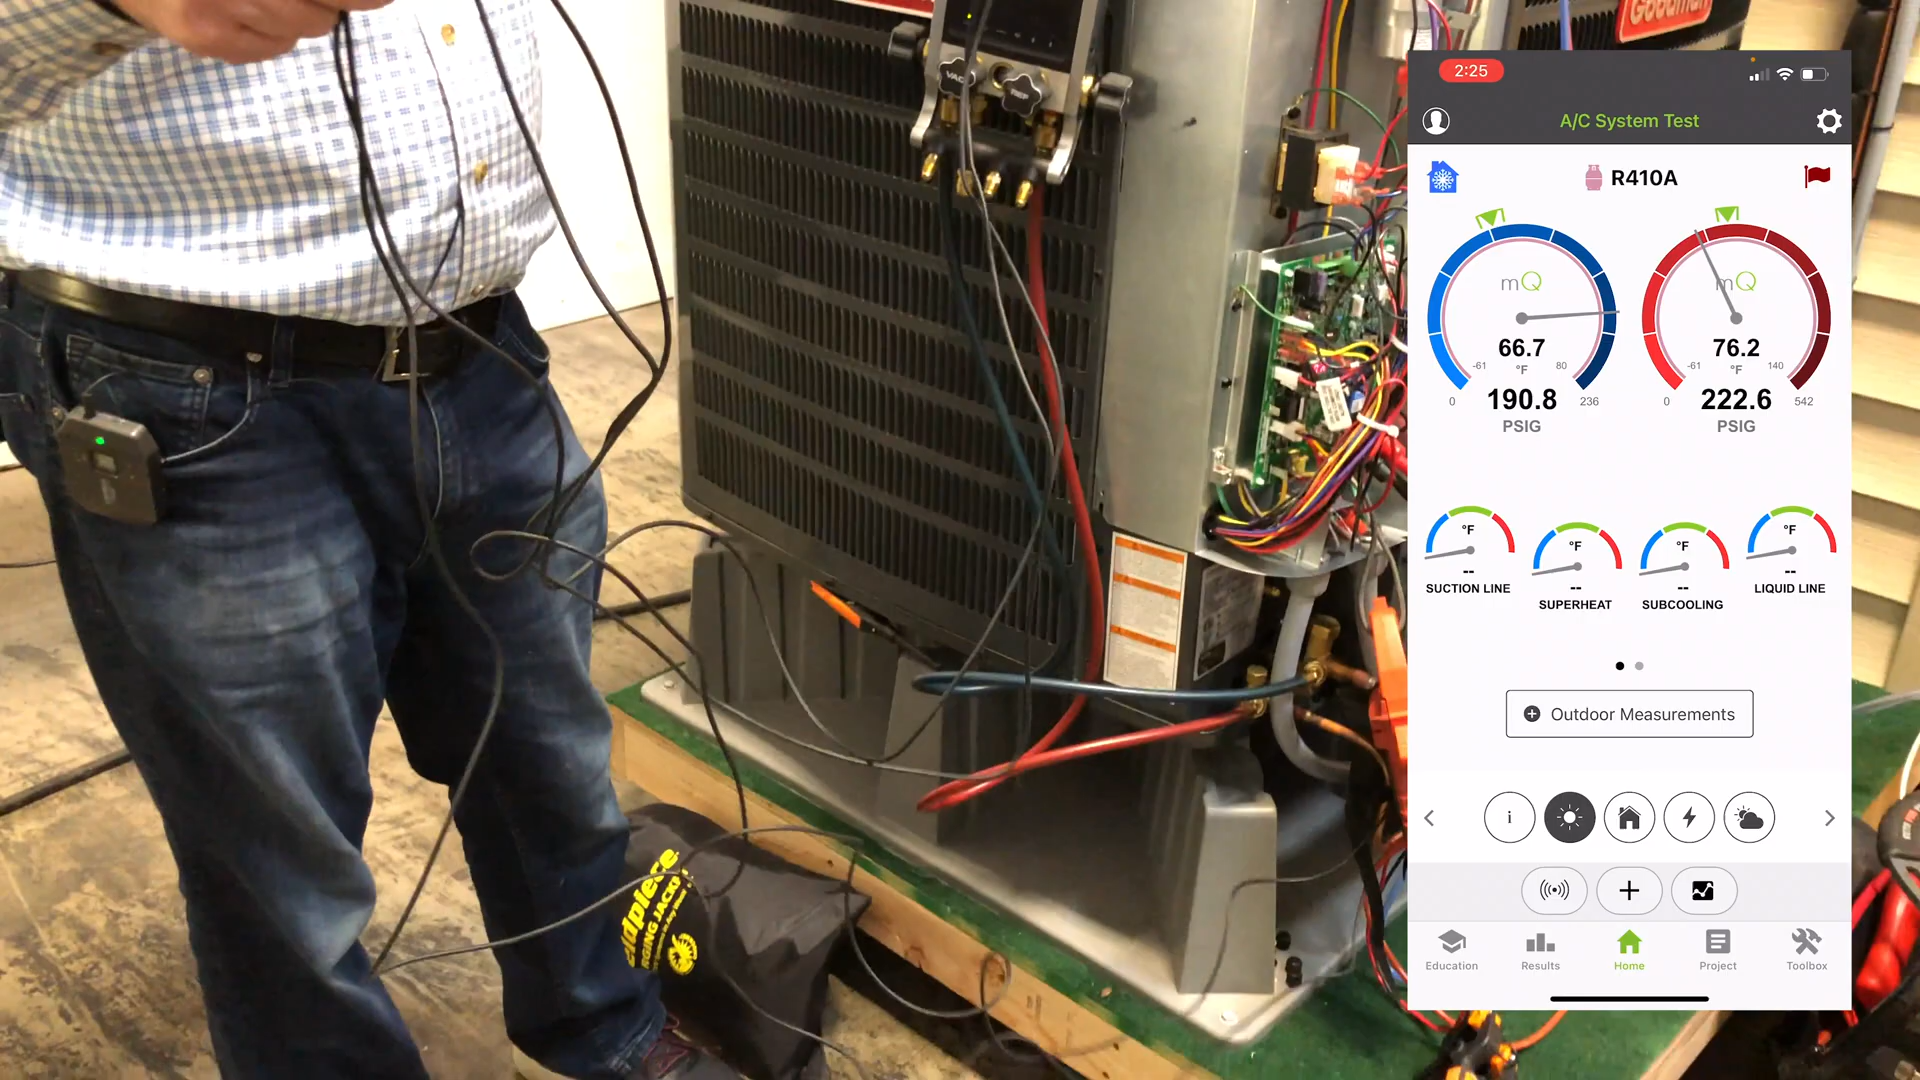 Goodman
VAC
REF
2:25
A/C System Test
R410A
mQ
66.7
°F
-61
80
0
190.8
236
PSIG
mQ
76.2
°F
-61
140
0
222.6
542
PSIG
°F
--
SUCTION LINE
°F
--
SUPERHEAT
°F
--
SUBCOOLING
°F
--
LIQUID LINE
Outdoor Measurements
i
Education
Results
Home
Project
Toolbox